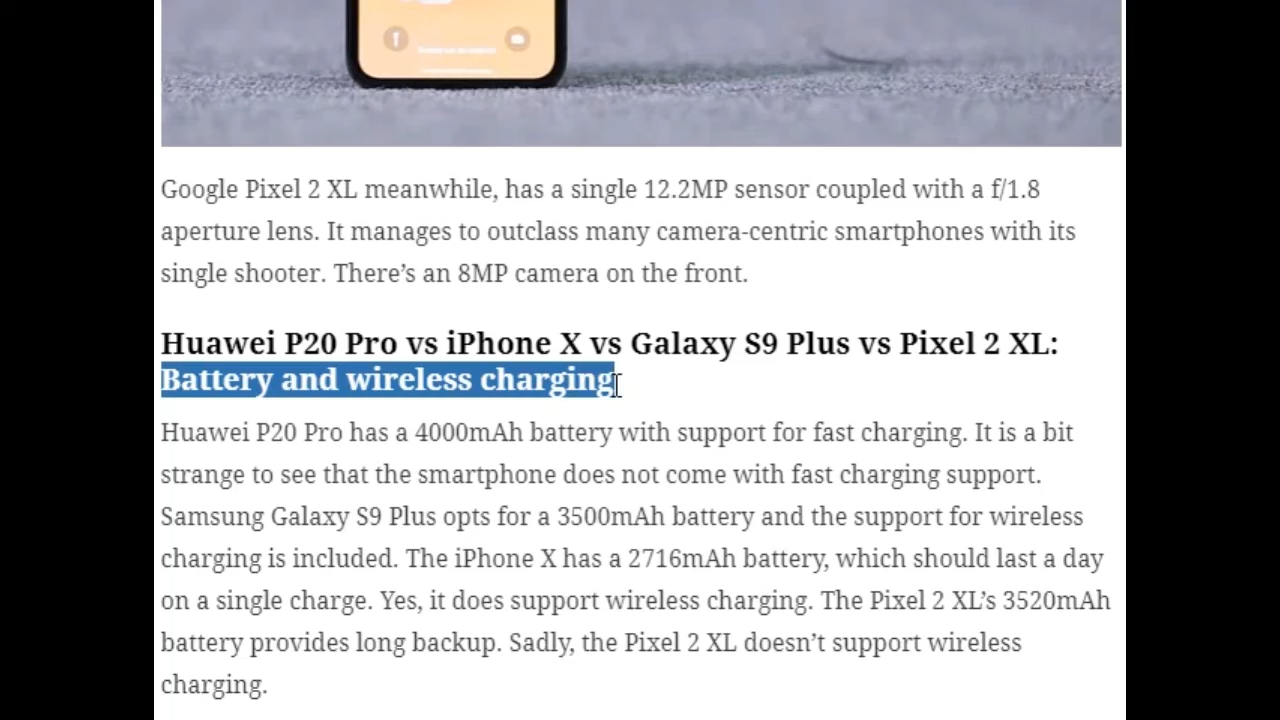 Google Pixel 2 XL meanwhile, has a single 12.2MP sensor coupled with a f/1.8
aperture lens. It manages to outclass many camera-centric smartphones with its
single shooter. There’s an 8MP camera on the front.
Huawei P20 Pro vs iPhone X vs Galaxy S9 Plus vs Pixel 2 XL:
Battery and wireless charging
Huawei P20 Pro has a 4000mAh battery with support for fast charging. It is a bit
strange to see that the smartphone does not come with fast charging support.
Samsung Galaxy S9 Plus opts for a 3500mAh battery and the support for wireless
charging is included. The iPhone X has a 2716mAh battery, which should last a day
on a single charge. Yes, it does support wireless charging. The Pixel 2 XL’s 3520mAh
battery provides long backup. Sadly, the Pixel 2 XL doesn’t support wireless
charging.